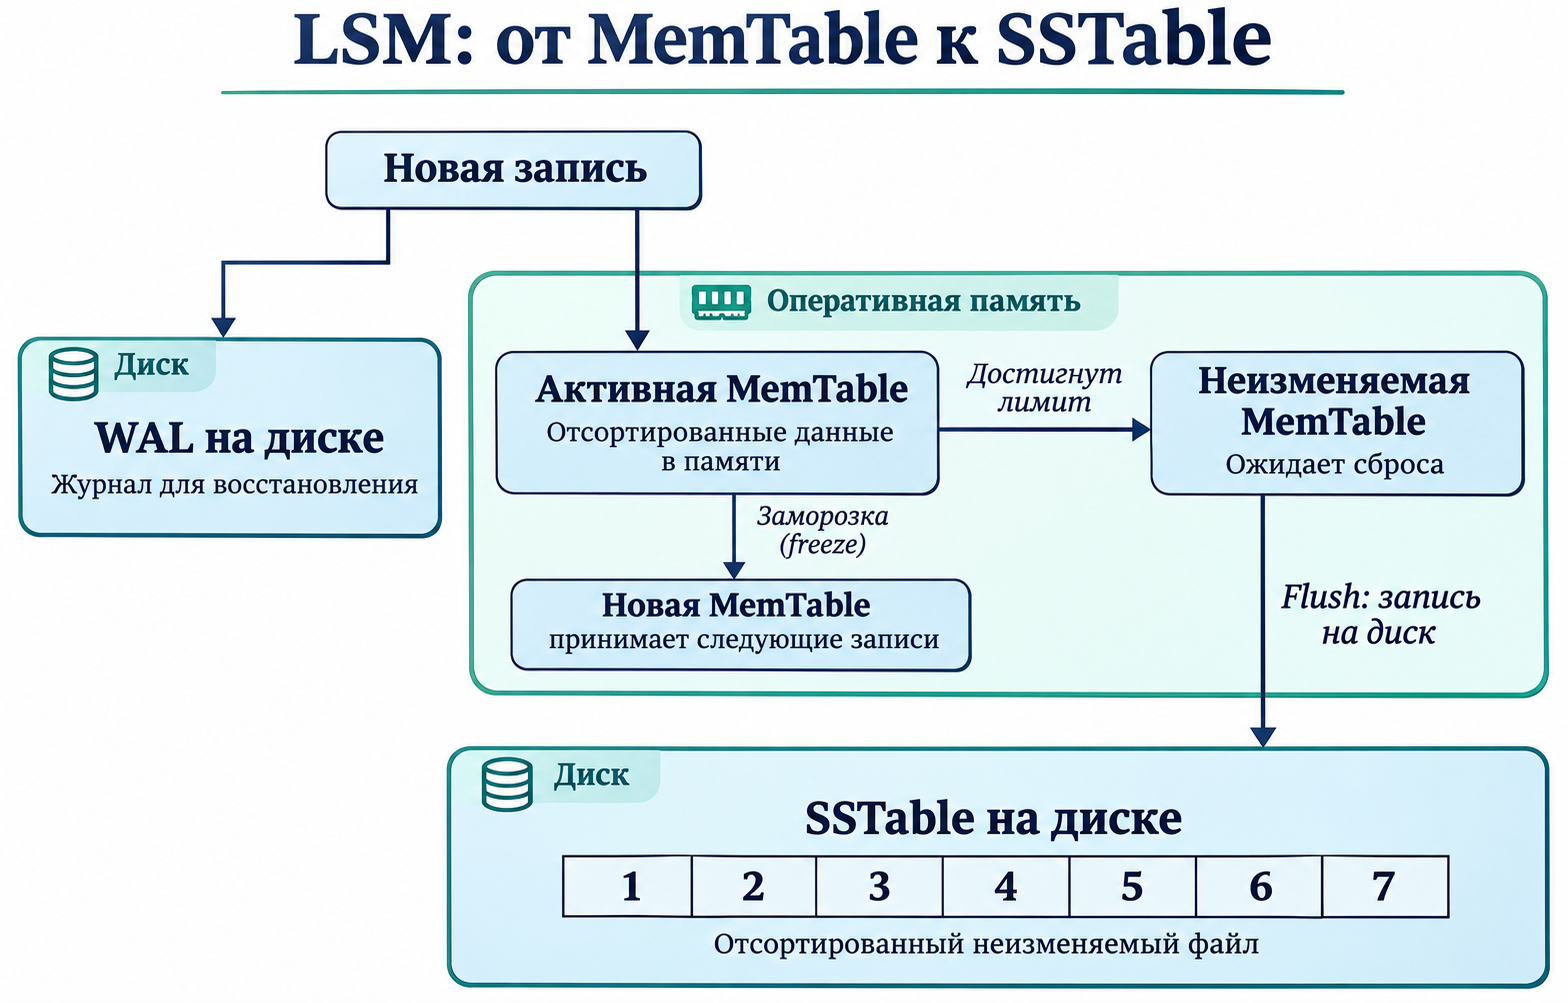 LSM: от MemTable к SSTable
Новая запись
Оперативная память
Диск
WAL на диске
Журнал для восстановления
Активная MemTable
Отсортированные данные
в памяти
Достигнут
лимит
Неизменяемая
MemTable
Ожидает сброса
Заморозка
(freeze)
Новая MemTable
принимает следующие записи
Flush: запись
на диск
Диск
SSTable на диске
1 2 3 4 5 6 7
Отсортированный неизменяемый файл